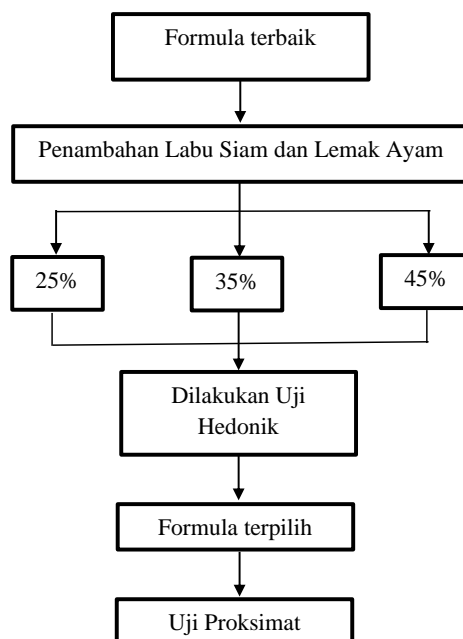 Formula terbaik
Penambahan Labu Siam dan Lemak Ayam
25%
35%
45%
Dilakukan Uji
Hedonik
Formula terpilih
Uji Proksimat